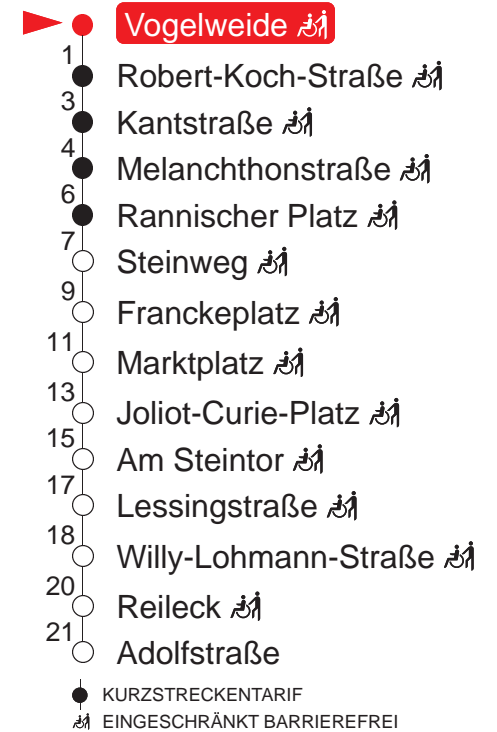 Vogelweide
1
Robert-Koch-Straße
3
Kantstraße
4
Melanchthonstraße
6
Rannischer Platz
7
Steinweg
9
Franckeplatz
11
Marktplatz
13
Joliot-Curie-Platz
15
Am Steintor
17
Lessingstraße
18
Willy-Lohmann-Straße
20
Reileck
21
Adolfstraße
KURZSTRECKENTARIF
EINGESCHRÄNKT BARRIEREFREI